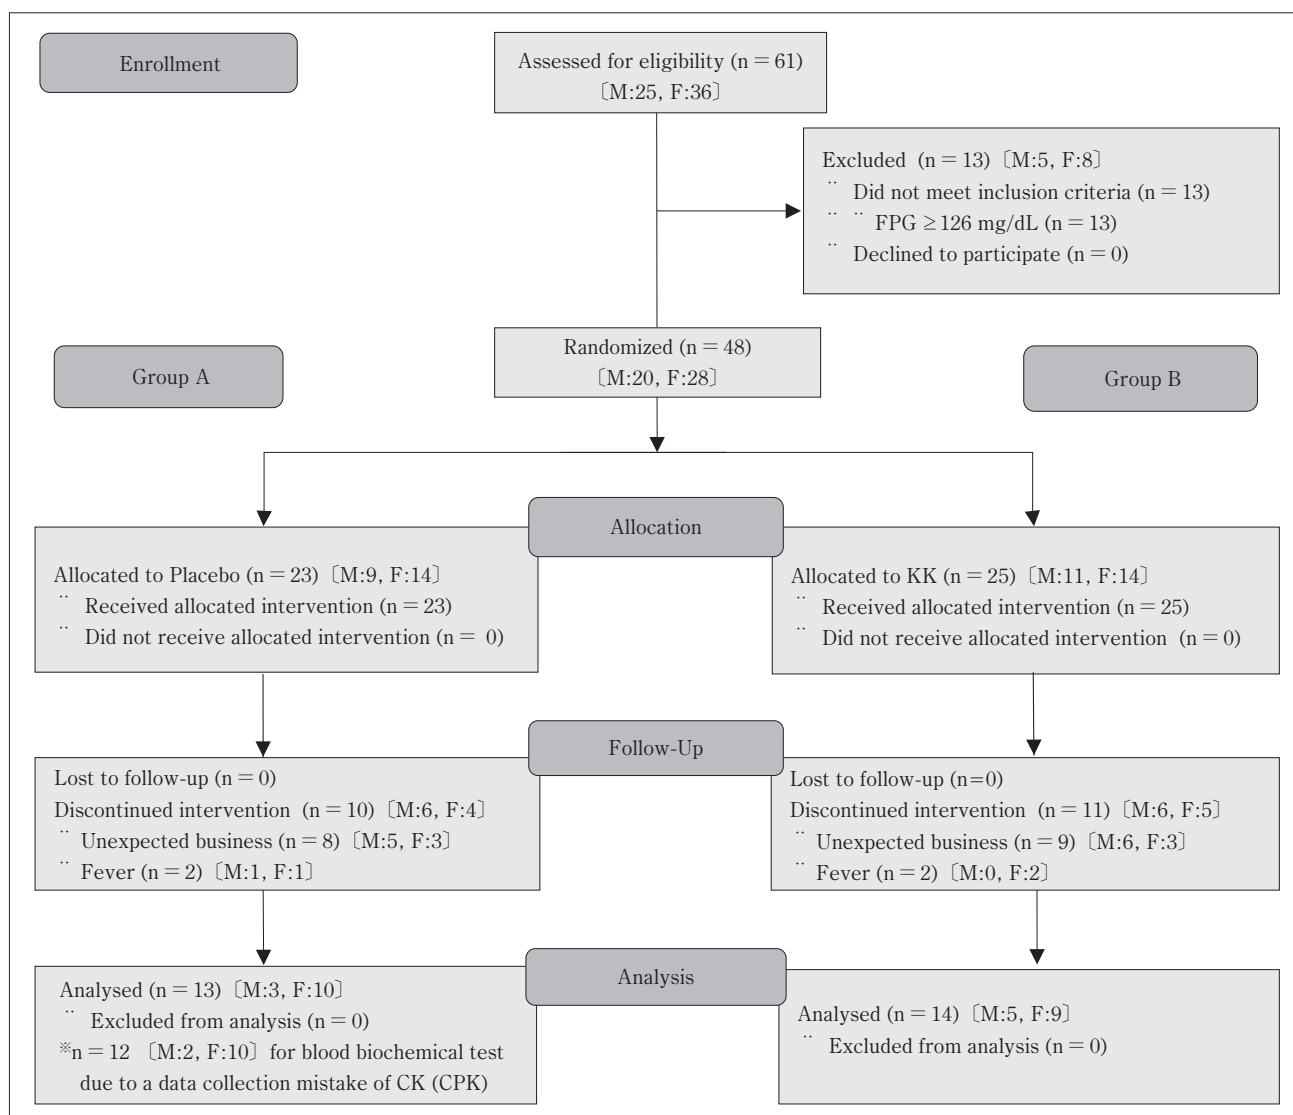 Enrollment
Assessed for eligibility (n = 61)
〔M:25, F:36〕
Excluded (n = 13)〔M:5, F:8〕
¨ Did not meet inclusion criteria (n = 13)
¨ ¨ FPG ≥ 126 mg/dL (n = 13)
¨ Declined to participate (n = 0)
Randomized (n = 48)
〔M:20, F:28〕
Group A
Group B
Allocation
Allocated to Placebo (n = 23)〔M:9, F:14〕
¨ Received allocated intervention (n = 23)
¨ Did not receive allocated intervention (n = 0)
Allocated to KK (n = 25)〔M:11, F:14〕
¨ Received allocated intervention (n = 25)
¨ Did not receive allocated intervention (n = 0)
Follow-Up
Lost to follow-up (n = 0)
Discontinued intervention (n = 10)〔M:6, F:4〕
¨ Unexpected business (n = 8)〔M:5, F:3〕
¨ Fever (n = 2)〔M:1, F:1〕
Lost to follow-up (n=0)
Discontinued intervention (n = 11)〔M:6, F:5〕
¨ Unexpected business (n = 9)〔M:6, F:3〕
¨ Fever (n = 2)〔M:0, F:2〕
Analysis
Analysed (n = 13)〔M:3, F:10〕
¨ Excluded from analysis (n = 0)
※n = 12 〔M:2, F:10〕for blood biochemical test
due to a data collection mistake of CK (CPK)
Analysed (n = 14)〔M:5, F:9〕
¨ Excluded from analysis (n = 0)